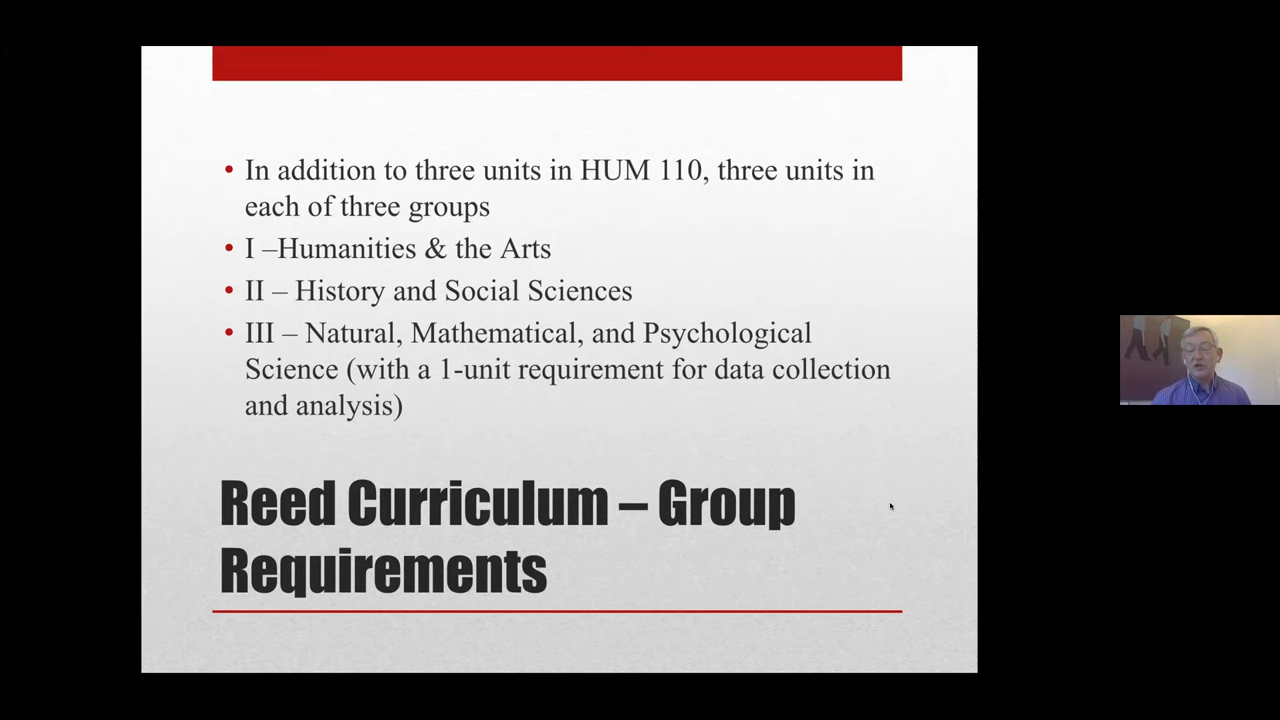 • In addition to three units in HUM 110, three units in
each of three groups
• I –Humanities & the Arts
• II – History and Social Sciences
• III – Natural, Mathematical, and Psychological
Science (with a 1-unit requirement for data collection
and analysis)
Reed Curriculum – Group
Requirements